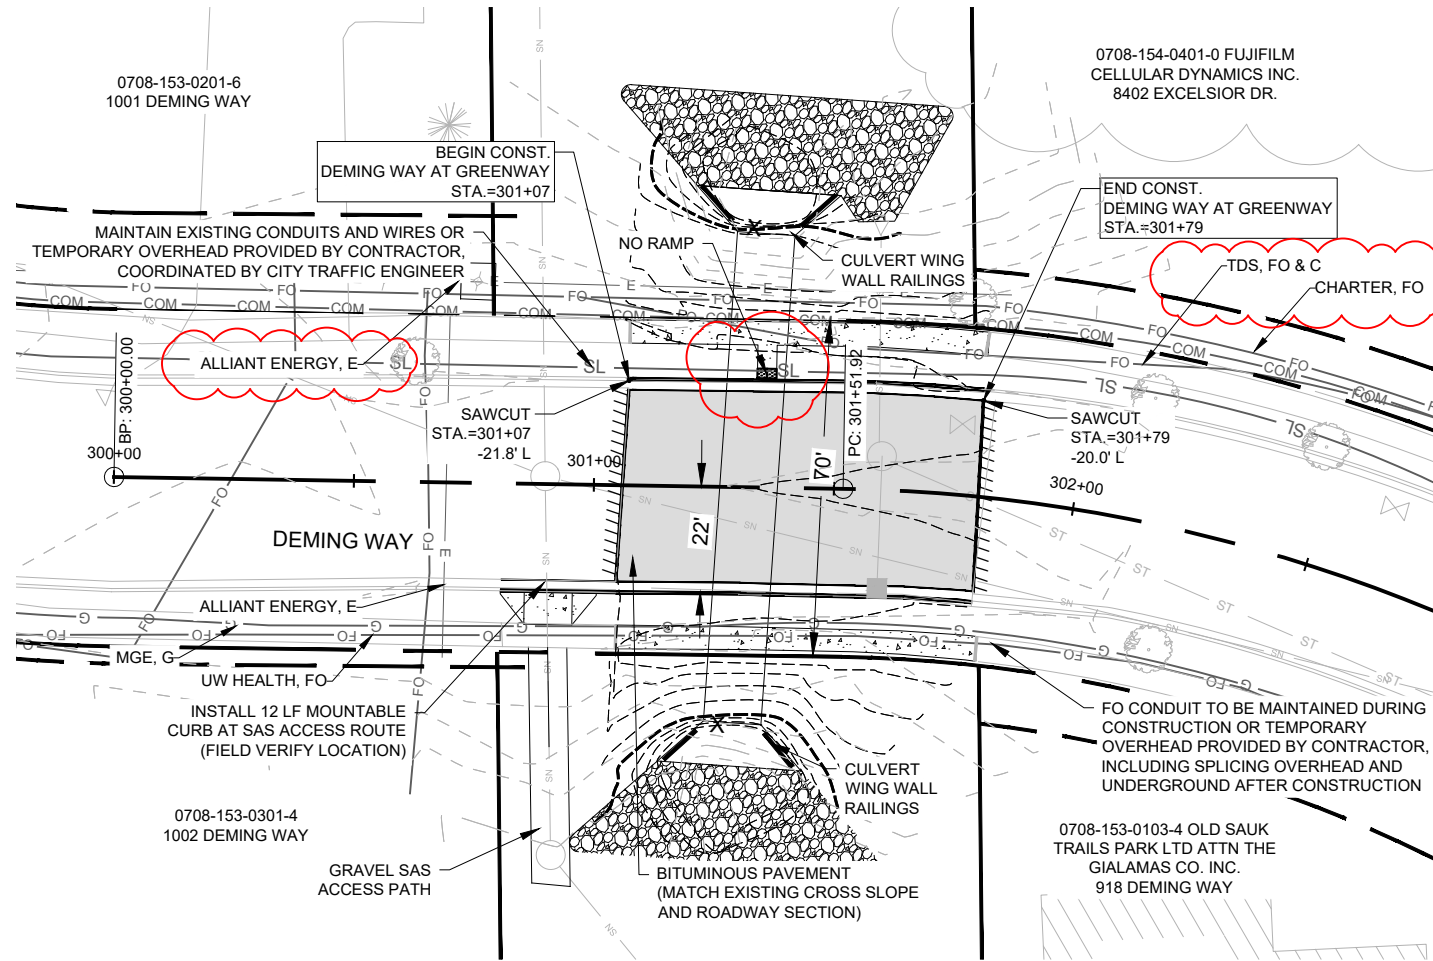 0708-153-0201-6
1001 DEMING WAY
0708-154-0401-0 FUJIFILM
CELLULAR DYNAMICS INC.
8402 EXCELSIOR DR.
BEGIN CONST.
DEMING WAY AT GREENWAY
STA.=301+07
END CONST.
DEMING WAY AT GREENWAY
STA.=301+79
MAINTAIN EXISTING CONDUITS AND WIRES OR
TEMPORARY OVERHEAD PROVIDED BY CONTRACTOR,
COORDINATED BY CITY TRAFFIC ENGINEER
NO RAMP
CULVERT WING
WALL RAILINGS
TDS, FO & C
CHARTER, FO
ALLIANT ENERGY, E
BP: 300+00.00
300+00
SAWCUT
STA.=301+07
-21.8' L
301+00
PC: 301+51.92
70'
22'
SAWCUT
STA.=301+79
-20.0' L
302+00
DEMING WAY
ALLIANT ENERGY, E
MGE, G
UW HEALTH, FO
INSTALL 12 LF MOUNTABLE
CURB AT SAS ACCESS ROUTE
(FIELD VERIFY LOCATION)
FO CONDUIT TO BE MAINTAINED DURING
CONSTRUCTION OR TEMPORARY
OVERHEAD PROVIDED BY CONTRACTOR,
INCLUDING SPLICING OVERHEAD AND
UNDERGROUND AFTER CONSTRUCTION
CULVERT
WING WALL
RAILINGS
0708-153-0301-4
1002 DEMING WAY
GRAVEL SAS
ACCESS PATH
BITUMINOUS PAVEMENT
(MATCH EXISTING CROSS SLOPE
AND ROADWAY SECTION)
0708-153-0103-4 OLD SAUK
TRAILS PARK LTD ATTN THE
GIALAMAS CO. INC.
918 DEMING WAY